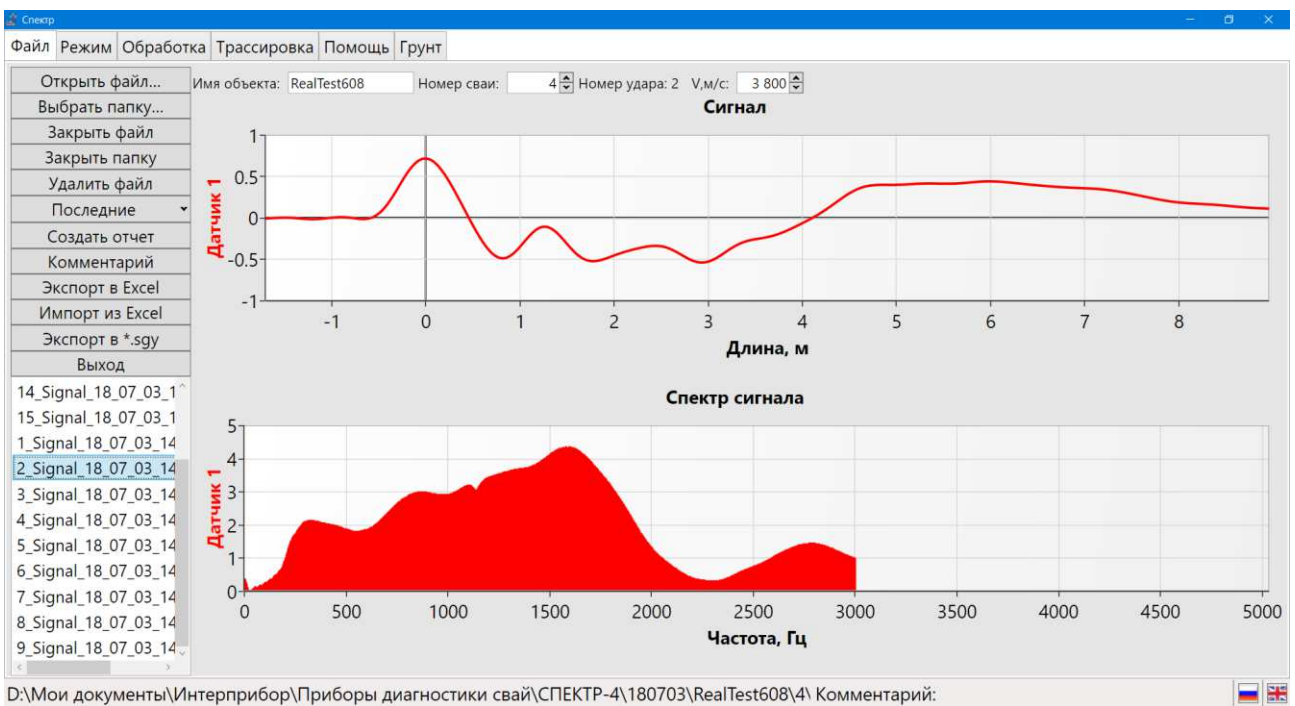 Спектр
Файл Режим Обработка Трассировка Помощь Грунт
Открыть файл...
Выбрать папку...
Закрыть файл
Закрыть папку
Удалить файл
Последние
Создать отчет
Комментарий
Экспорт в Excel
Импорт из Excel
Экспорт в *.sgy
Выход
14_Signal_18_07_03_1
15_Signal_18_07_03_1
1_Signal_18_07_03_14
2_Signal_18_07_03_14
3_Signal_18_07_03_14
4_Signal_18_07_03_14
5_Signal_18_07_03_14
6_Signal_18_07_03_14
7_Signal_18_07_03_14
8_Signal_18_07_03_14
9_Signal_18_07_03_14
Имя объекта: RealTest608 Номер сваи: 4 Номер удара: 2 V,м/с: 3 800
Сигнал
Датчик 1
1
0.5
0
-0.5
-1
-1 0 1 2 3 4 5 6 7 8
Длина, м
Спектр сигнала
Датчик 1
5
4
3
2
1
0
0 500 1000 1500 2000 2500 3000 3500 4000 4500 5000
Частота, Гц
D:\Мои документы\Интерприбор\Приборы диагностики свай\СПЕКТР-4\180703\RealTest608\4\ Комментарий: